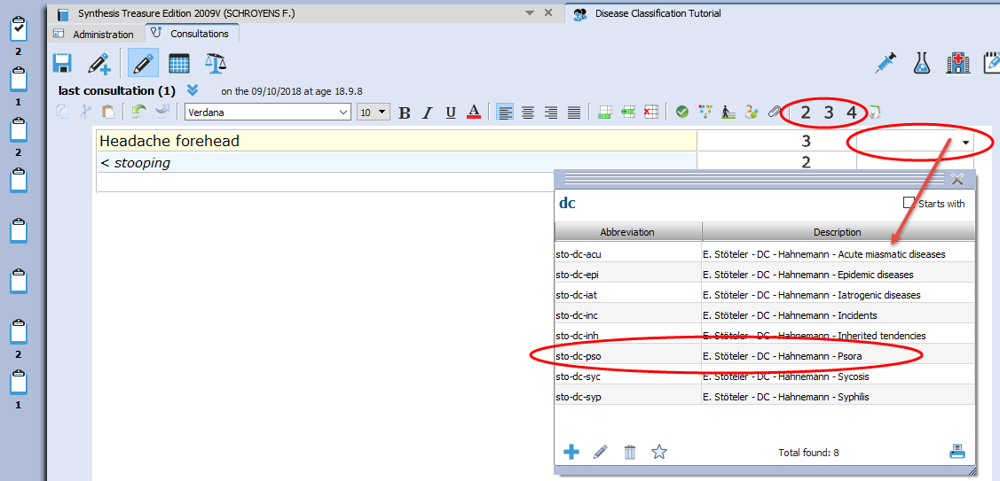 Synthesis Treasure Edition 2009V (SCHROYENS F.)
Disease Classification Tutorial
Administration
Consultations
2
1
2
2
1
last consultation (1)
on the 09/10/2018 at age 18.9.8
Verdana
10
B I U A
2 3 4
Headache forehead 3
< stooping 2
dc
Starts with
Abbreviation Description
sto-dc-acu E. Stöteler - DC - Hahnemann - Acute miasmatic diseases
sto-dc-epi E. Stöteler - DC - Hahnemann - Epidemic diseases
sto-dc-iat E. Stöteler - DC - Hahnemann - Iatrogenic diseases
sto-dc-inc E. Stöteler - DC - Hahnemann - Incidents
sto-dc-inh E. Stöteler - DC - Hahnemann - Inherited tendencies
sto-dc-pso E. Stöteler - DC - Hahnemann - Psora
sto-dc-syc E. Stöteler - DC - Hahnemann - Sycosis
sto-dc-syp E. Stöteler - DC - Hahnemann - Syphilis
Total found: 8